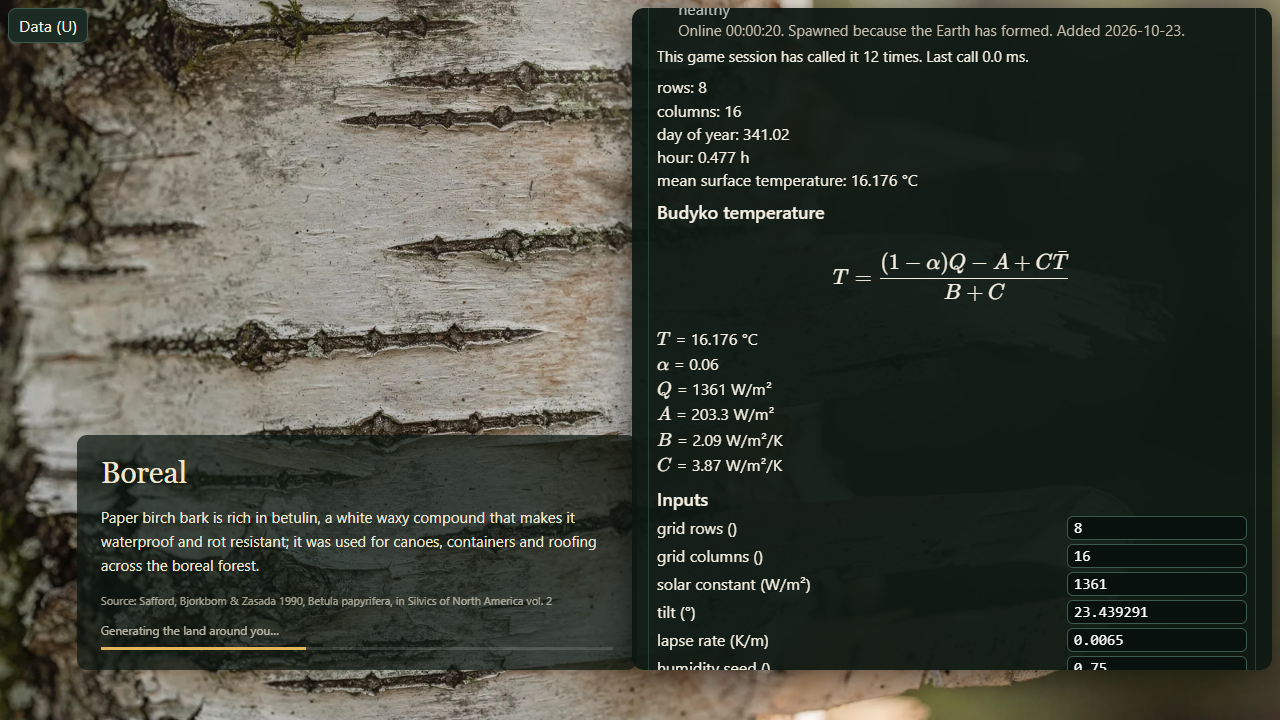 Data (U)
healthy
Online 00:00:20. Spawned because the Earth has formed. Added 2026-10-23.
This game session has called it 12 times. Last call 0.0 ms.
rows: 8
columns: 16
day of year: 341.02
hour: 0.477 h
mean surface temperature: 16.176 °C
Budyko temperature
T = ((1 − α)Q − A + CT̄) / (B + C)
T = 16.176 °C
α = 0.06
Q = 1361 W/m²
A = 203.3 W/m²
B = 2.09 W/m²/K
C = 3.87 W/m²/K
Inputs
grid rows () 8
grid columns () 16
solar constant (W/m²) 1361
tilt (°) 23.439291
lapse rate (K/m) 0.0065
humidity seed () 0.75
Boreal
Paper birch bark is rich in betulin, a white waxy compound that makes it
waterproof and rot resistant; it was used for canoes, containers and roofing
across the boreal forest.
Source: Safford, Bjorkbom & Zasada 1990, Betula papyrifera, in Silvics of North America vol. 2
Generating the land around you...